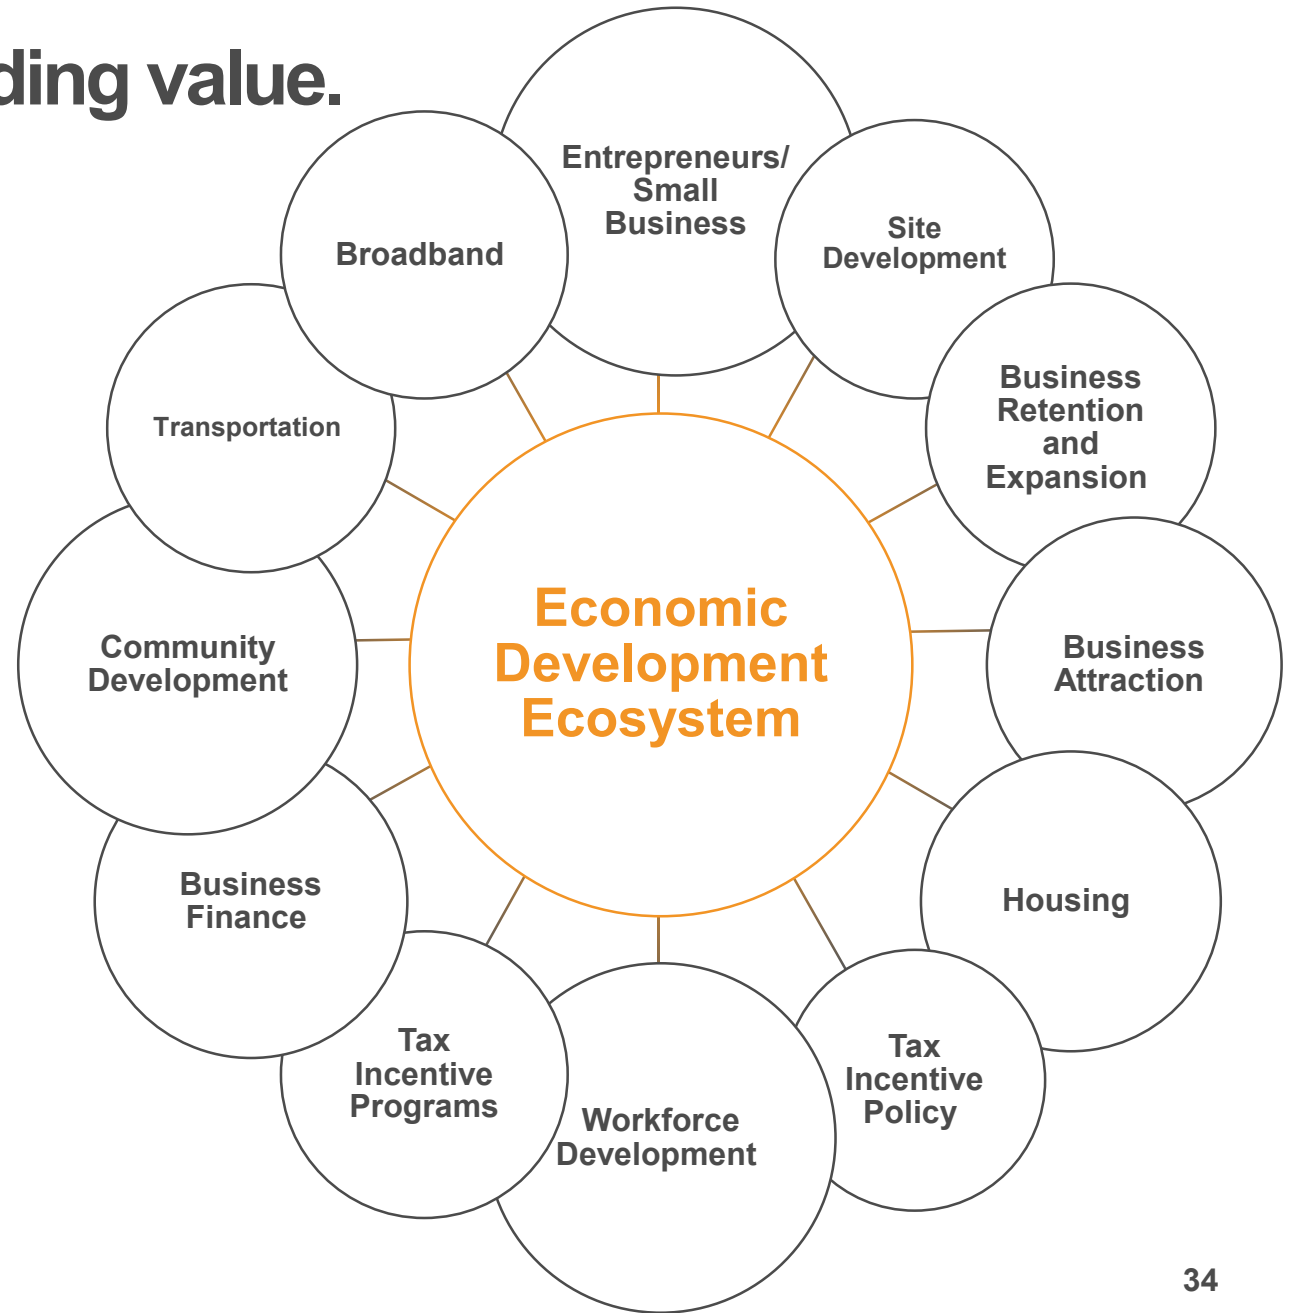 ding value.
Entrepreneurs/
Small
Business
Site
Development
Broadband
Business
Retention
and
Expansion
Transportation
Economic
Development
Ecosystem
Community
Development
Business
Attraction
Business
Finance
Housing
Tax
Incentive
Programs
Tax
Incentive
Policy
Workforce
Development
34